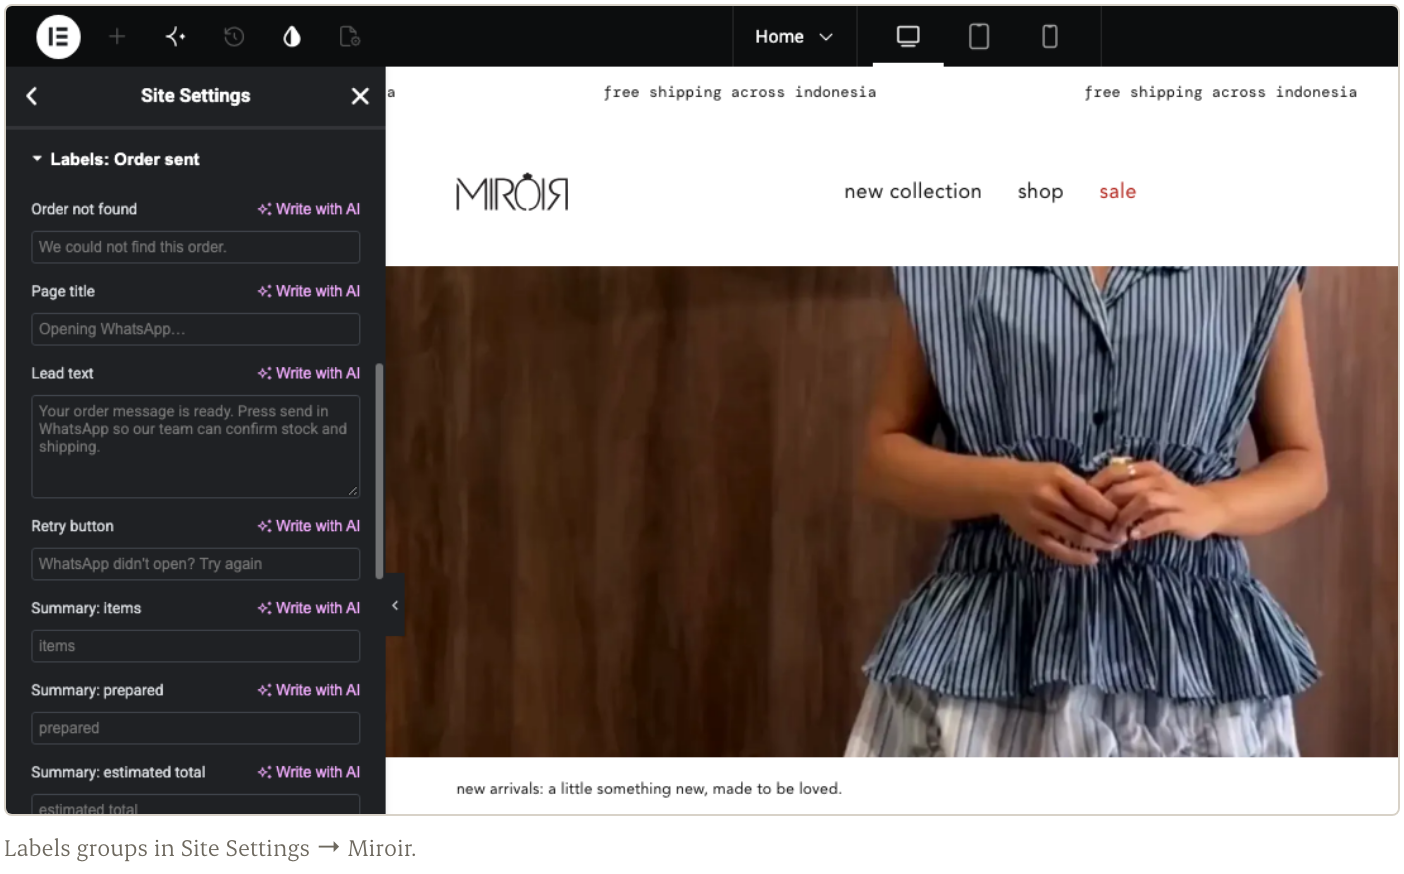 Home
Site Settings
a
free shipping across indonesia
free shipping across indonesia
Labels: Order sent
Order not found
Write with AI
We could not find this order.
Page title
Write with AI
Opening WhatsApp...
Lead text
Write with AI
Your order message is ready. Press send in
WhatsApp so our team can confirm stock and
shipping.
Retry button
Write with AI
WhatsApp didn't open? Try again
Summary: items
Write with AI
items
Summary: prepared
Write with AI
prepared
Summary: estimated total
Write with AI
estimated total
MIROIR
new collection
shop
sale
new arrivals: a little something new, made to be loved.
Labels groups in Site Settings → Miroir.